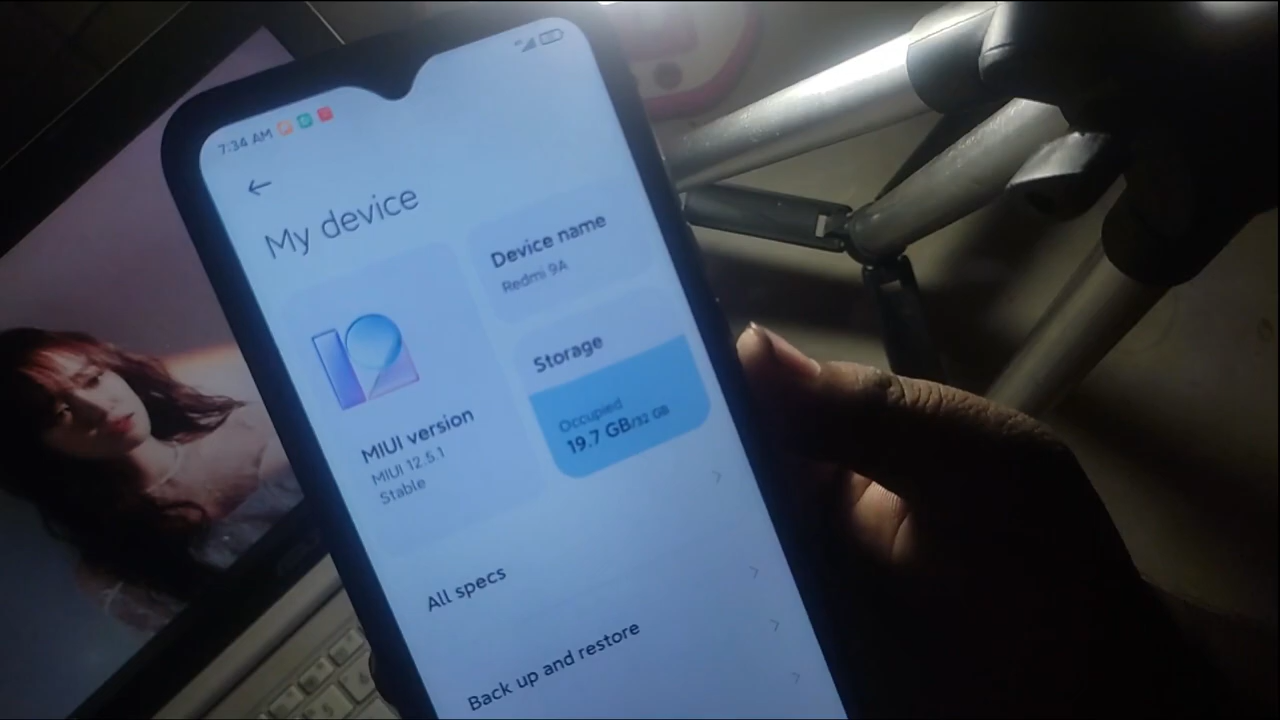 7:34 AM
My device
Device name
Redmi 9A
Storage
Occupied
19.7 GB/32 GB
MIUI version
MIUI 12.5.1
Stable
All specs
Back up and restore